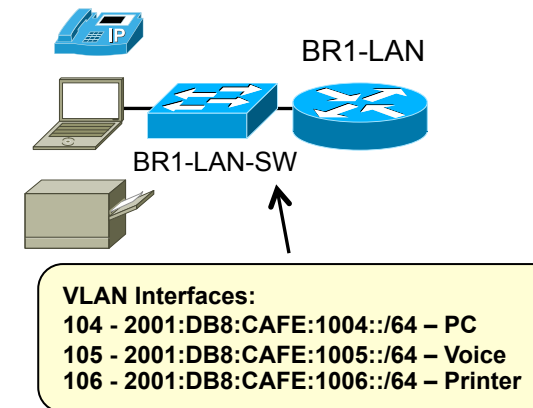 IP
BR1-LAN
BR1-LAN-SW
VLAN Interfaces:
104 - 2001:DB8:CAFE:1004::/64 – PC
105 - 2001:DB8:CAFE:1005::/64 – Voice
106 - 2001:DB8:CAFE:1006::/64 – Printer